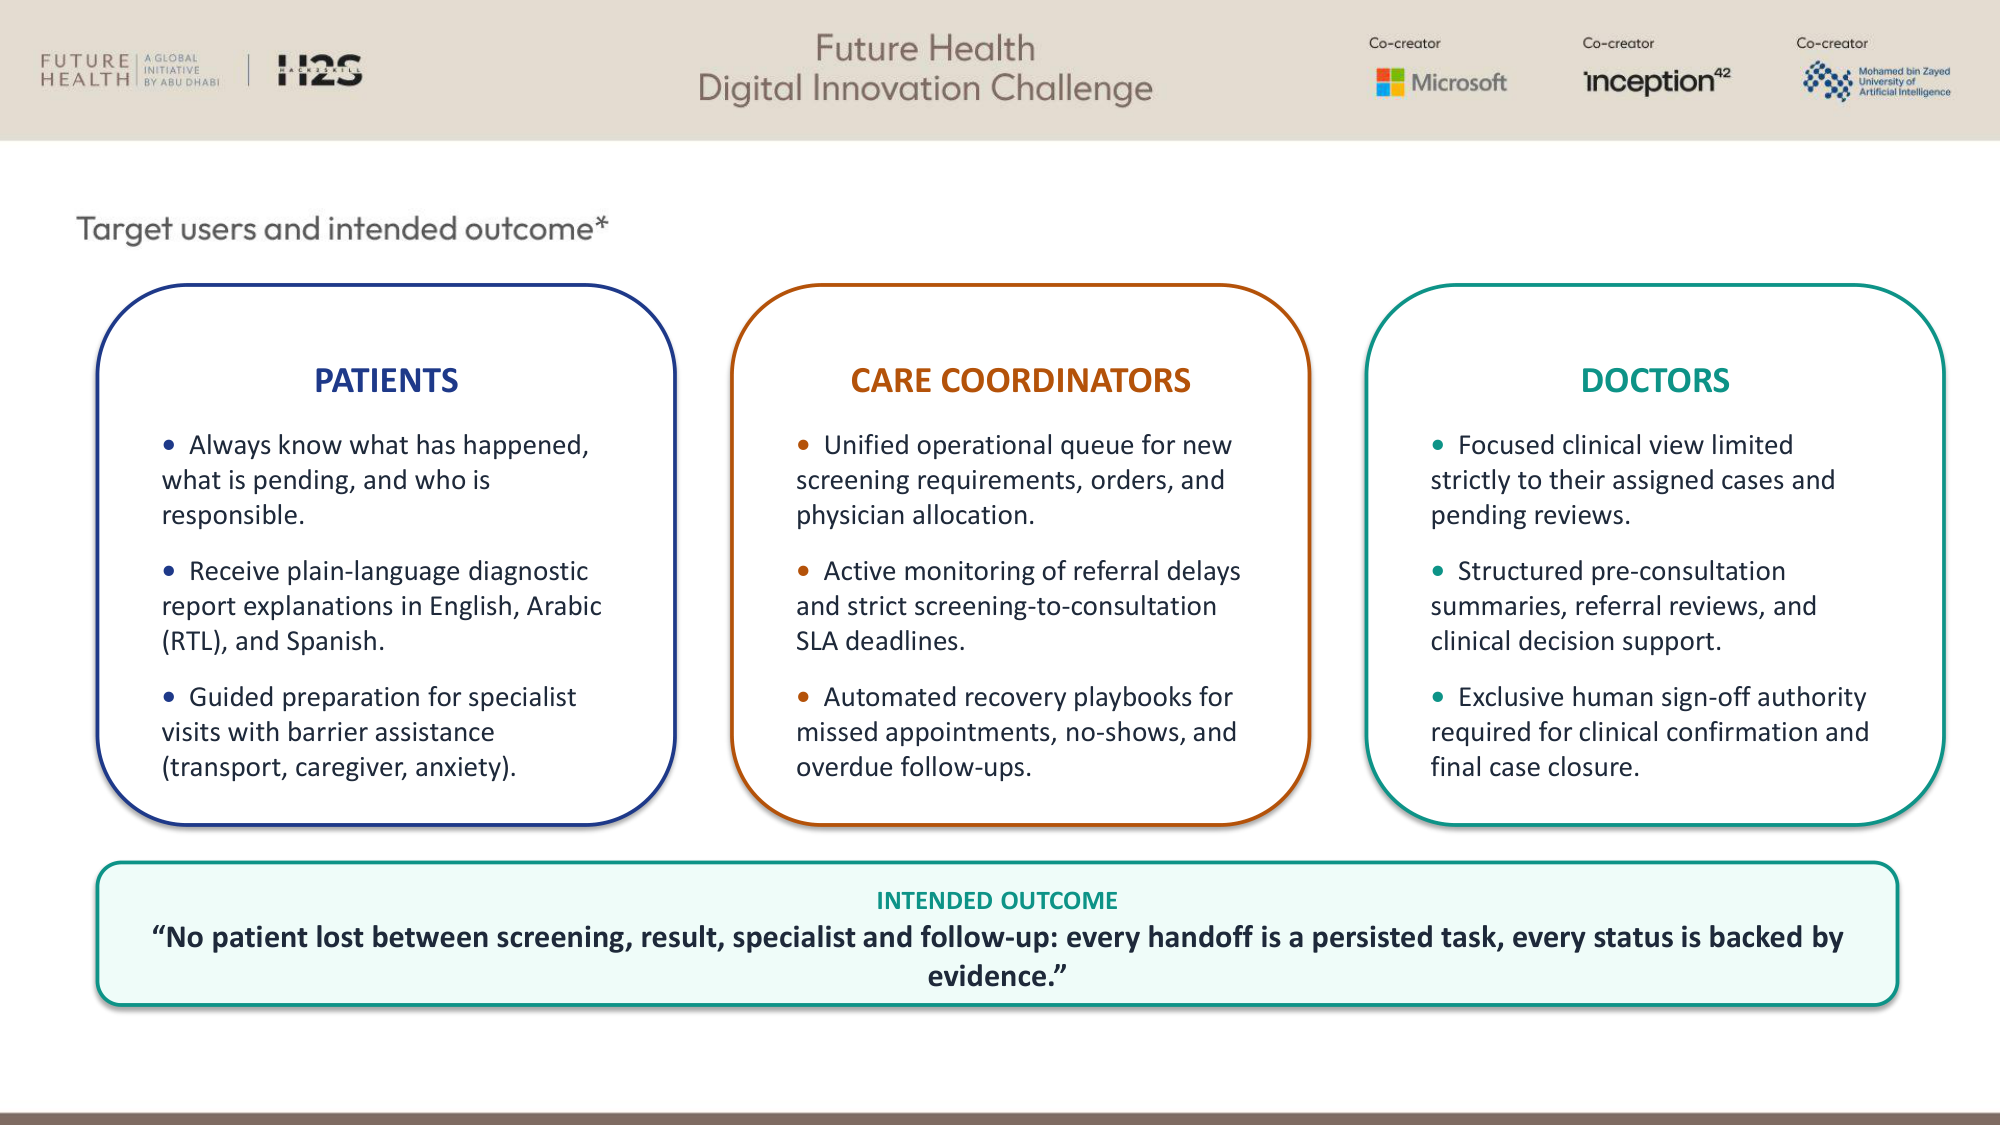 FUTURE HEALTH
A GLOBAL INITIATIVE BY ABU DHABI
H2S
HACK2SKILL
Future Health
Digital Innovation Challenge
Co-creator
Microsoft
Co-creator
inception42
Co-creator
Mohamed bin Zayed
University of
Artificial Intelligence
Target users and intended outcome*
PATIENTS
• Always know what has happened,
what is pending, and who is
responsible.
• Receive plain-language diagnostic
report explanations in English, Arabic
(RTL), and Spanish.
• Guided preparation for specialist
visits with barrier assistance
(transport, caregiver, anxiety).
CARE COORDINATORS
• Unified operational queue for new
screening requirements, orders, and
physician allocation.
• Active monitoring of referral delays
and strict screening-to-consultation
SLA deadlines.
• Automated recovery playbooks for
missed appointments, no-shows, and
overdue follow-ups.
DOCTORS
• Focused clinical view limited
strictly to their assigned cases and
pending reviews.
• Structured pre-consultation
summaries, referral reviews, and
clinical decision support.
• Exclusive human sign-off authority
required for clinical confirmation and
final case closure.
INTENDED OUTCOME
“No patient lost between screening, result, specialist and follow-up: every handoff is a persisted task, every status is backed by
evidence.”